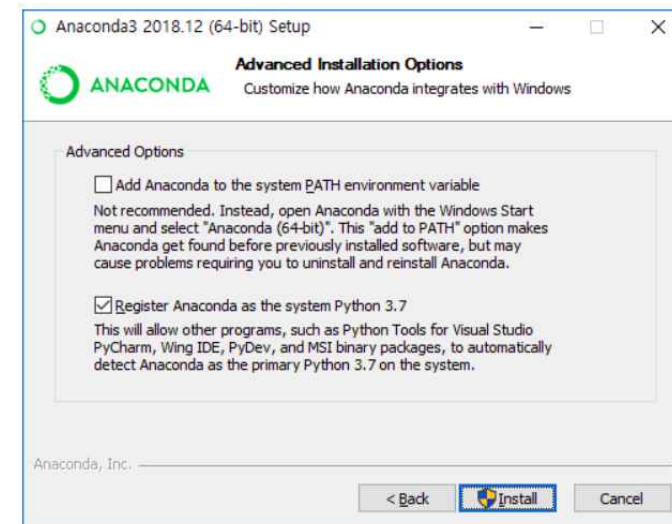 Anaconda3 2018.12 (64-bit) Setup
ANACONDA
Advanced Installation Options
Customize how Anaconda integrates with Windows
Advanced Options
Add Anaconda to the system PATH environment variable
Not recommended. Instead, open Anaconda with the Windows Start
menu and select "Anaconda (64-bit)". This "add to PATH" option makes
Anaconda get found before previously installed software, but may
cause problems requiring you to uninstall and reinstall Anaconda.
Register Anaconda as the system Python 3.7
This will allow other programs, such as Python Tools for Visual Studio
PyCharm, Wing IDE, PyDev, and MSI binary packages, to automatically
detect Anaconda as the primary Python 3.7 on the system.
Anaconda, Inc.
< Back Install Cancel